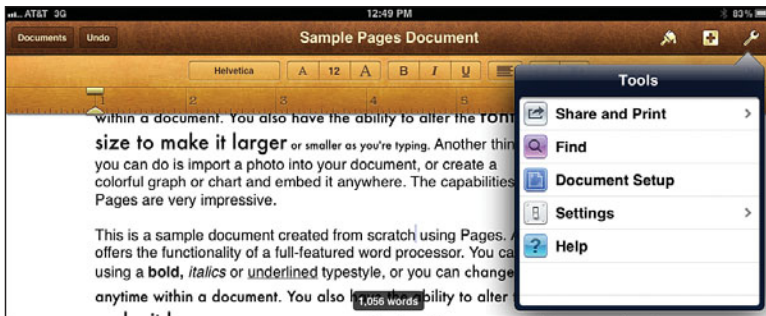 AT&T 3G 12:49 PM 83%
Documents Undo Sample Pages Document
Helvetica A 12 A B I U
Tools
Share and Print
Find
Document Setup
Settings
Help
1 2 3 4 5
within a document. You also have the ability to alter the font
size to make it larger or smaller as you're typing. Another thin
you can do is import a photo into your document, or create a
colorful graph or chart and embed it anywhere. The capabilities
Pages are very impressive.
This is a sample document created from scratch using Pages.
offers the functionality of a full-featured word processor. You ca
using a bold, italics or underlined typestyle, or you can change
anytime within a document. You also have the ability to alter
1,056 words